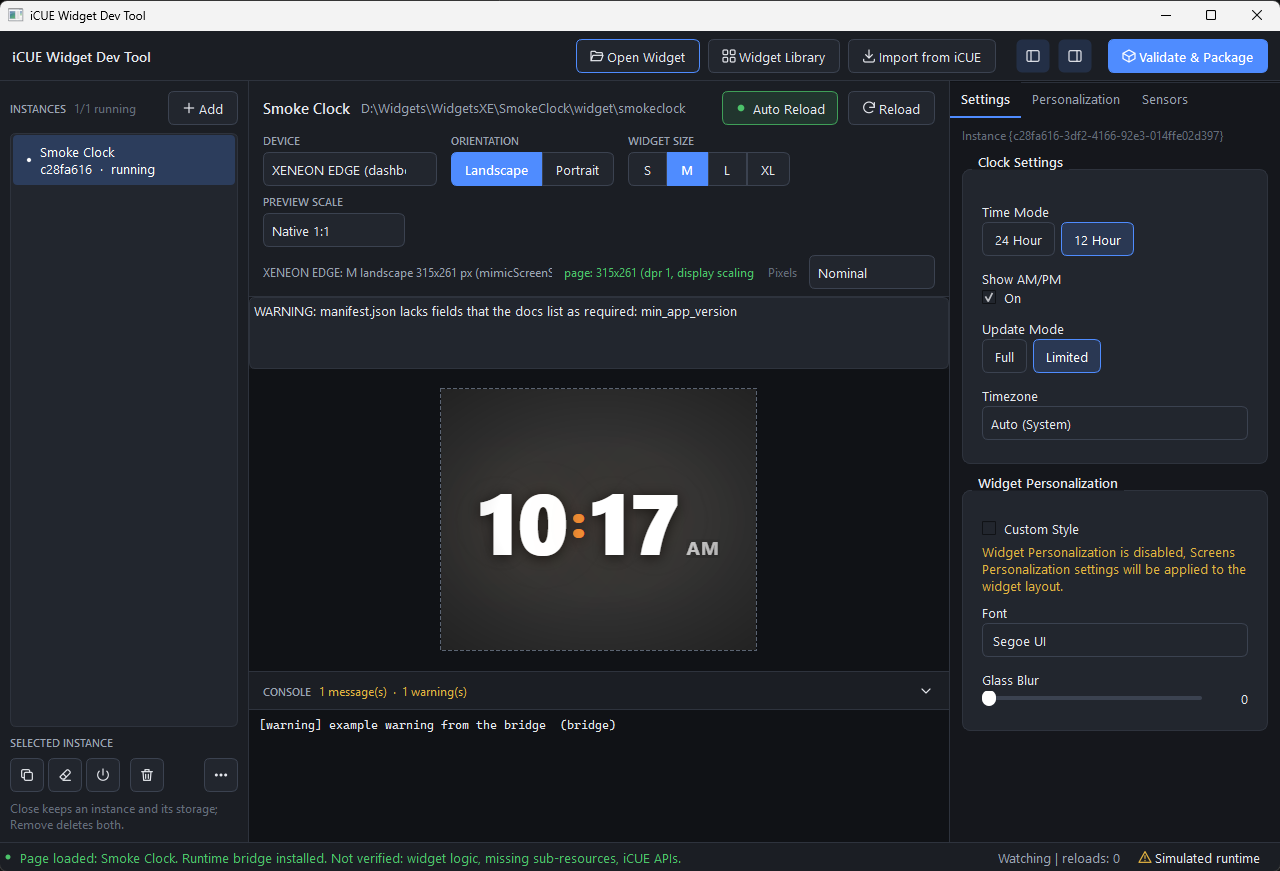 iCUE Widget Dev Tool
iCUE Widget Dev Tool
Open Widget
Widget Library
Import from iCUE
Validate & Package
INSTANCES 1/1 running
Add
Smoke Clock
c28fa616 · running
SELECTED INSTANCE
Close keeps an instance and its storage;
Remove deletes both.
Smoke Clock D:\Widgets\WidgetsXE\SmokeClock\widget\smokeclock
Auto Reload
Reload
DEVICE
XENEON EDGE (dashb
ORIENTATION
Landscape
Portrait
WIDGET SIZE
S
M
L
XL
PREVIEW SCALE
Native 1:1
XENEON EDGE: M landscape 315x261 px (mimicScreenS
page: 315x261 (dpr 1, display scaling
Pixels
Nominal
WARNING: manifest.json lacks fields that the docs list as required: min_app_version
10:17 AM
CONSOLE 1 message(s) · 1 warning(s)
[warning] example warning from the bridge (bridge)
Settings
Personalization
Sensors
Instance {c28fa616-3df2-4166-92e3-014ffe02d397}
Clock Settings
Time Mode
24 Hour
12 Hour
Show AM/PM
On
Update Mode
Full
Limited
Timezone
Auto (System)
Widget Personalization
Custom Style
Widget Personalization is disabled, Screens
Personalization settings will be applied to the
widget layout.
Font
Segoe UI
Glass Blur
0
Page loaded: Smoke Clock. Runtime bridge installed. Not verified: widget logic, missing sub-resources, iCUE APIs.
Watching | reloads: 0
Simulated runtime